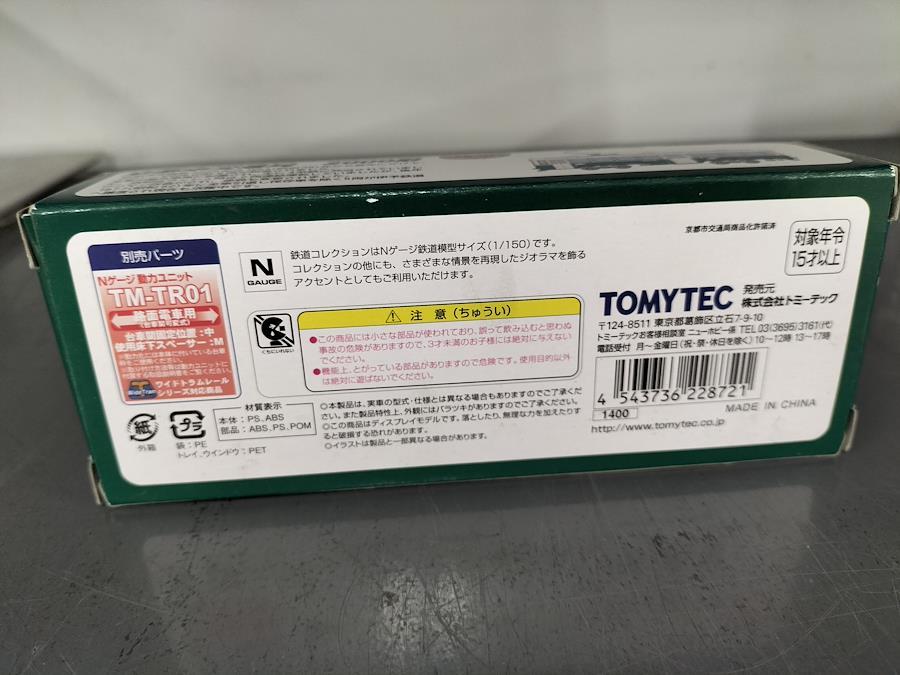 別売パーツ
Nゲージ 動力ユニット
TM-TR01
路面電車用
(台車間可変式)
台車間固定位置:中
使用床下スペーサー:M
ワイドトラムレール
シリーズ対応商品
N
GAUGE
鉄道コレクションはNゲージ鉄道模型サイズ(1/150)です。
コレクションの他にも、さまざまな情景を再現したジオラマを飾る
アクセントとしてもご利用いただけます。
注意(ちゅうい)
くちにいれない
●この商品には小さな部品が使われており、誤って飲み込むと思わぬ
事故の危険がありますので、3才未満のお子様には絶対に与えない
でください。
●機能上、とがっている部品がありますので危険です。使用目的以外
は絶対に遊ばないでください。
紙
外箱
プラ
袋:PE
トレイ、ウインドウ:PET
材質表示
本体:PS、ABS
部品:ABS、PS、POM
○本製品は、実車の型式・仕様とは異なる場合もありますのでご了承くださ
い。また製品特性上、外観にはバラツキがありますのでご了承ください。
○この商品はディスプレイモデルです。落としたり、無理な力を加えたりす
ると破損する恐れがあります。
○イラストは製品と一部異なる場合があります。
京都市交通局商品化許諾済
対象年令
15才以上
TOMYTEC 発売元 株式会社トミーテック
〒124-8511 東京都葛飾区立石7-9-10
トミーテックお客様相談室 ニューホビー係 TEL 03(3695)3161(代)
電話受付 月~金曜日(祝・祭・休日を除く)10~12時 13~17時
4 543736 228721
1400
MADE IN CHINA
http://www.tomytec.co.jp